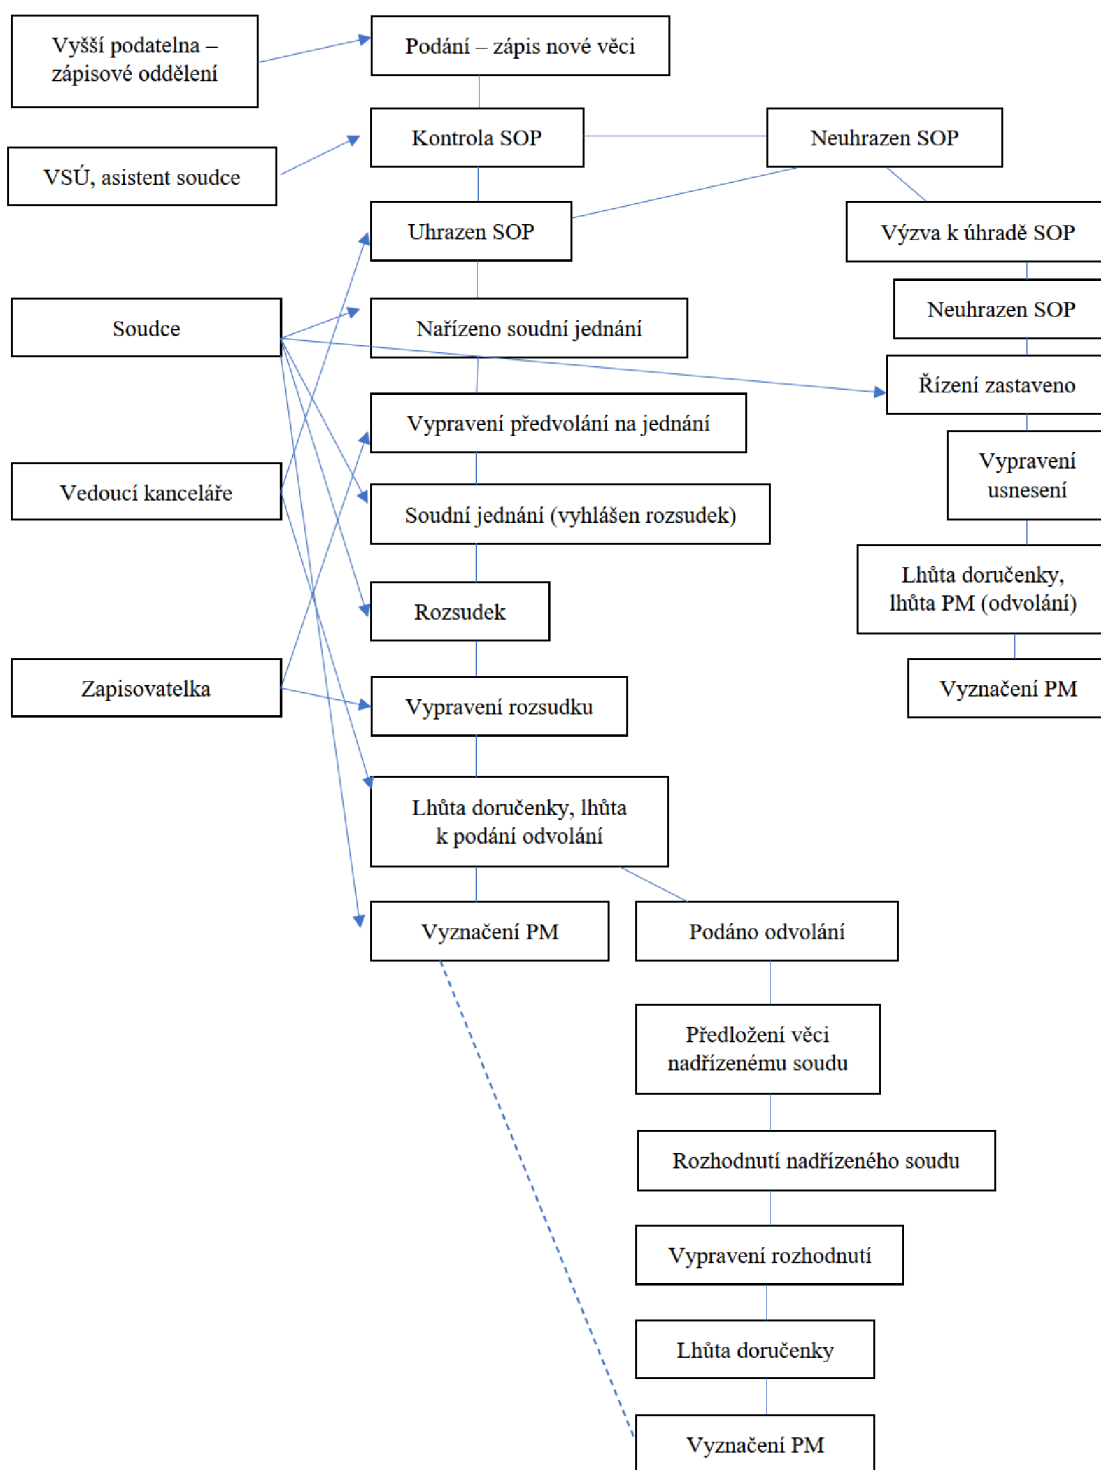 Vyšší podatelna –
zápisové oddělení
Podání – zápis nové věci
Kontrola SOP
Neuhrazen SOP
VSÚ, asistent soudce
Uhrazen SOP
Výzva k úhradě SOP
Neuhrazen SOP
Soudce
Nařízeno soudní jednání
Řízení zastaveno
Vypravení předvolání na jednání
Vypravení
usnesení
Vedoucí kanceláře
Soudní jednání (vyhlášen rozsudek)
Lhůta doručenky,
lhůta PM (odvolání)
Rozsudek
Zapisovatelka
Vyznačení PM
Vypravení rozsudku
Lhůta doručenky, lhůta
k podání odvolání
Vyznačení PM
Podáno odvolání
Předložení věci
nadřízenému soudu
Rozhodnutí nadřízeného soudu
Vypravení rozhodnutí
Lhůta doručenky
Vyznačení PM